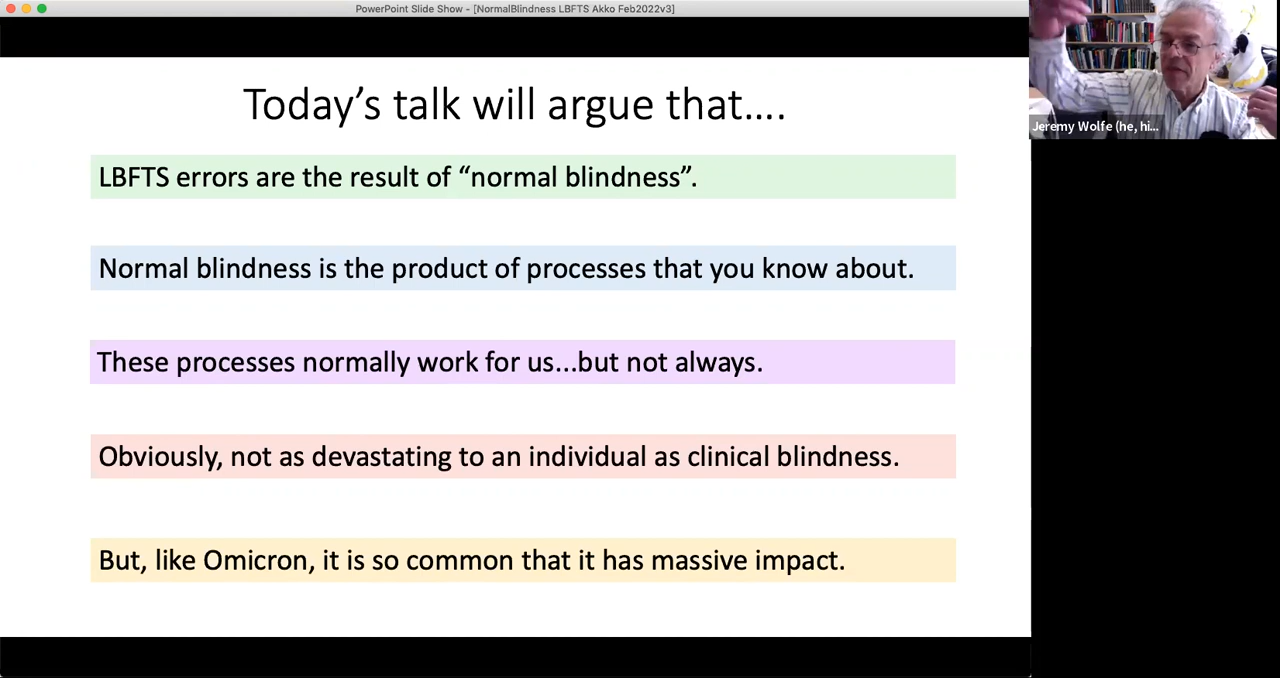 PowerPoint Slide Show - [NormalBlindness LBFTS Akko Feb2022v3]
Today’s talk will argue that….
LBFTS errors are the result of “normal blindness”.
Normal blindness is the product of processes that you know about.
These processes normally work for us…but not always.
Obviously, not as devastating to an individual as clinical blindness.
But, like Omicron, it is so common that it has massive impact.
Jeremy Wolfe (he, hi...